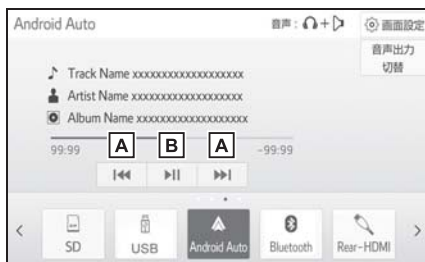 Android Auto
音声: +
画面設定
音声出力
切替
Track Name xxxxxxxxxxxxxxxxxxxx
Artist Name xxxxxxxxxxxxxxxxxxxx
Album Name xxxxxxxxxxxxxxxxxxxx
A B A
99:99 -99:99
SD USB Android Auto Bluetooth Rear-HDMI